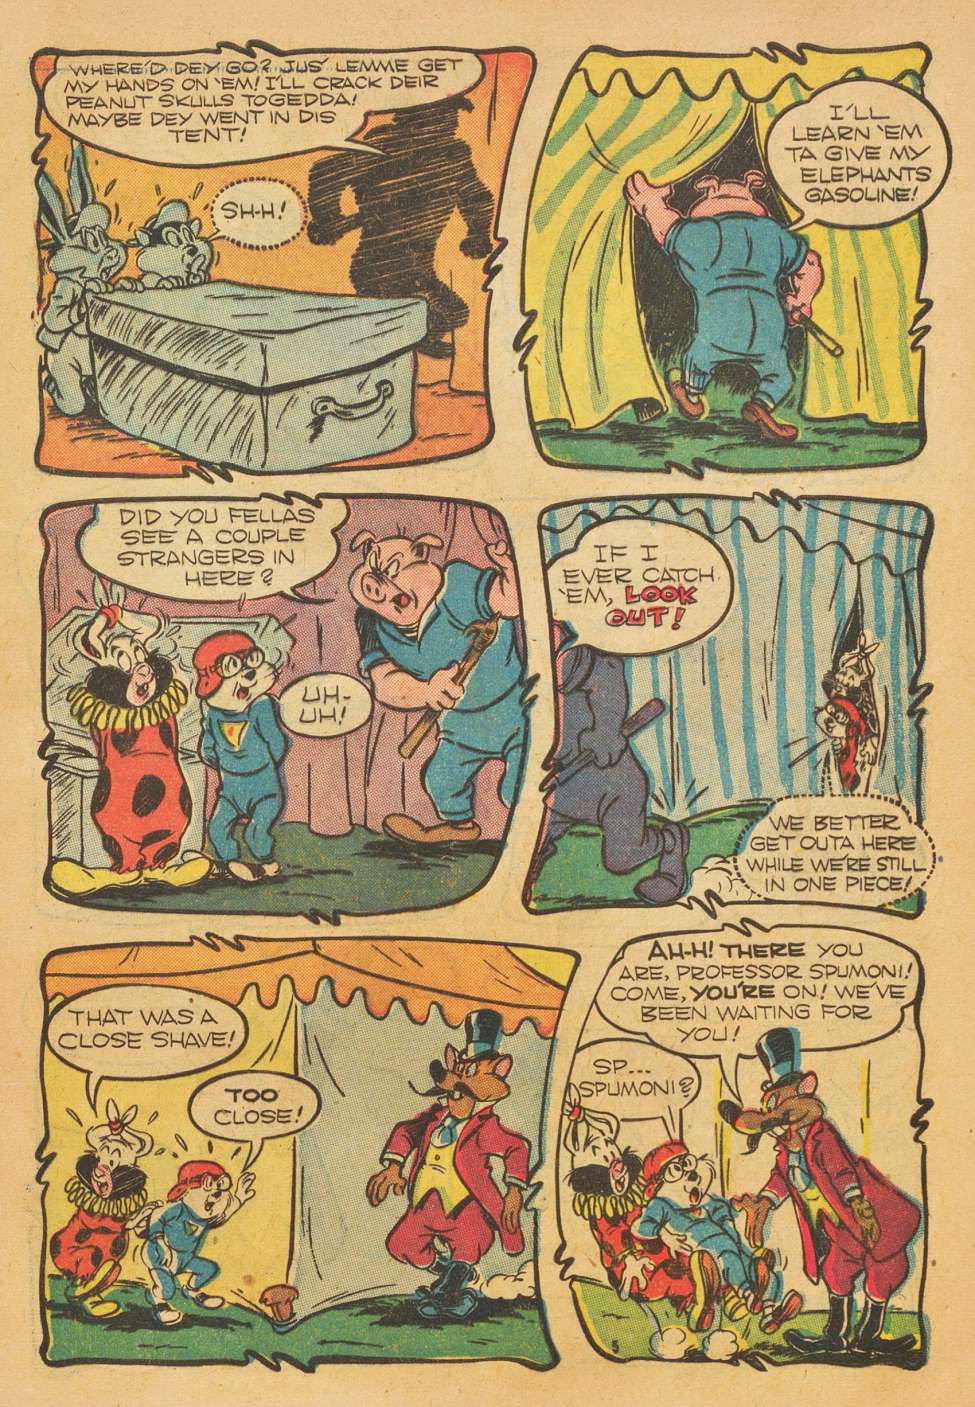 WHERE'D DEY GO? JUS' LEMME GET
MY HANDS ON 'EM! I'LL CRACK DEIR
PEANUT SKULLS TOGEDDA!
MAYBE DEY WENT IN DIS
TENT!
SH-H!
I'LL
LEARN 'EM
TA GIVE MY
ELEPHANTS
GASOLINE!
DID YOU FELLAS
SEE A COUPLE
STRANGERS IN
HERE?
UH-
UH!
IF I
EVER CATCH
'EM, LOOK
OUT!
WE BETTER
GET OUTA HERE
WHILE WE'RE STILL
IN ONE PIECE!
THAT WAS A
CLOSE SHAVE!
TOO
CLOSE!
AH-H! THERE YOU
ARE, PROFESSOR SPUMONI!
COME, YOU'RE ON! WE'VE
BEEN WAITING FOR
YOU!
SP...
SPUMONI?
5